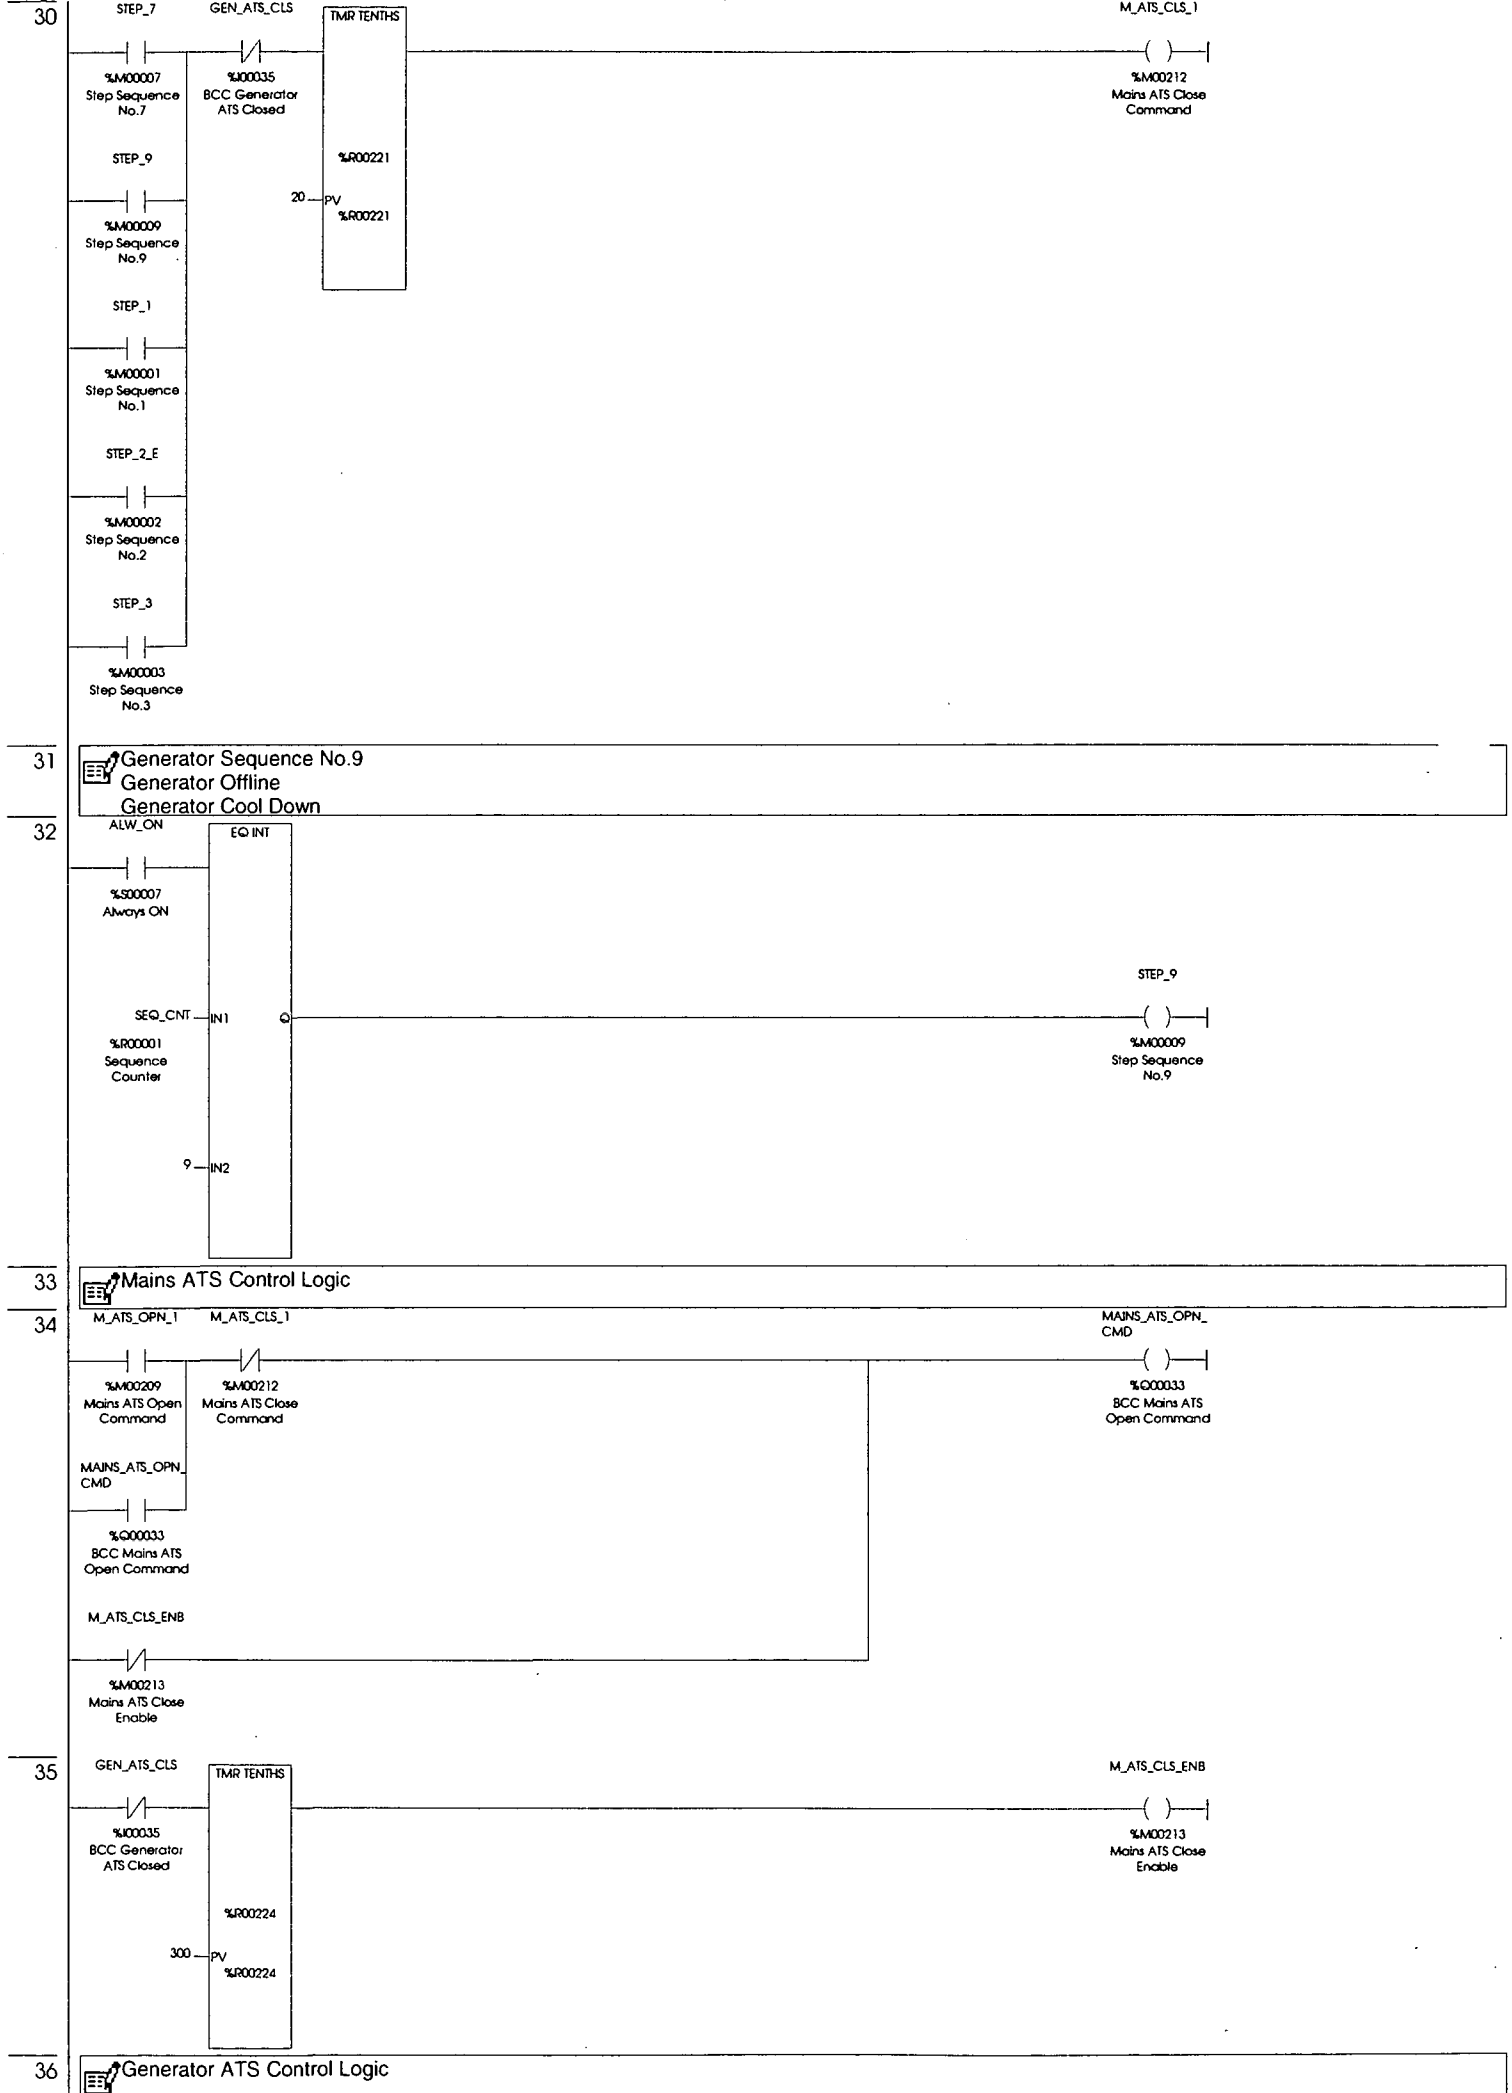 30
STEP_7 GEN_ATS_CLS TMR TENTHS M_ATS_CLS_1
%M00007 %I00035 %M00212
Step Sequence BCC Generator Mains ATS Close
No.7 ATS Closed Command
STEP_9 %R00221
20 PV
%R00221
%M00009
Step Sequence
No.9
STEP_1
%M00001
Step Sequence
No.1
STEP_2_E
%M00002
Step Sequence
No.2
STEP_3
%M00003
Step Sequence
No.3
31 Generator Sequence No.9
Generator Offline
Generator Cool Down
32 ALW_ON EQ INT
%S00007
Always ON
STEP_9
SEQ_CNT IN1 Q
%R00001 %M00009
Sequence Step Sequence
Counter No.9
9 IN2
33 Mains ATS Control Logic
34 M_ATS_OPN_1 M_ATS_CLS_1 MAINS_ATS_OPN_
CMD
%M00209 %M00212 %Q00033
Mains ATS Open Mains ATS Close BCC Mains ATS
Command Command Open Command
MAINS_ATS_OPN_
CMD
%Q00033
BCC Mains ATS
Open Command
M_ATS_CLS_ENB
%M00213
Mains ATS Close
Enable
35 GEN_ATS_CLS TMR TENTHS M_ATS_CLS_ENB
%I00035 %M00213
BCC Generator Mains ATS Close
ATS Closed Enable
%R00224
300 PV
%R00224
36 Generator ATS Control Logic